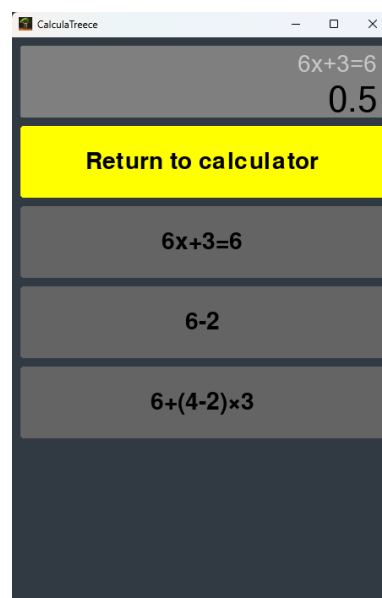 CalculaTreece
6x+3=6
0.5
Return to calculator
6x+3=6
6-2
6+(4-2)×3